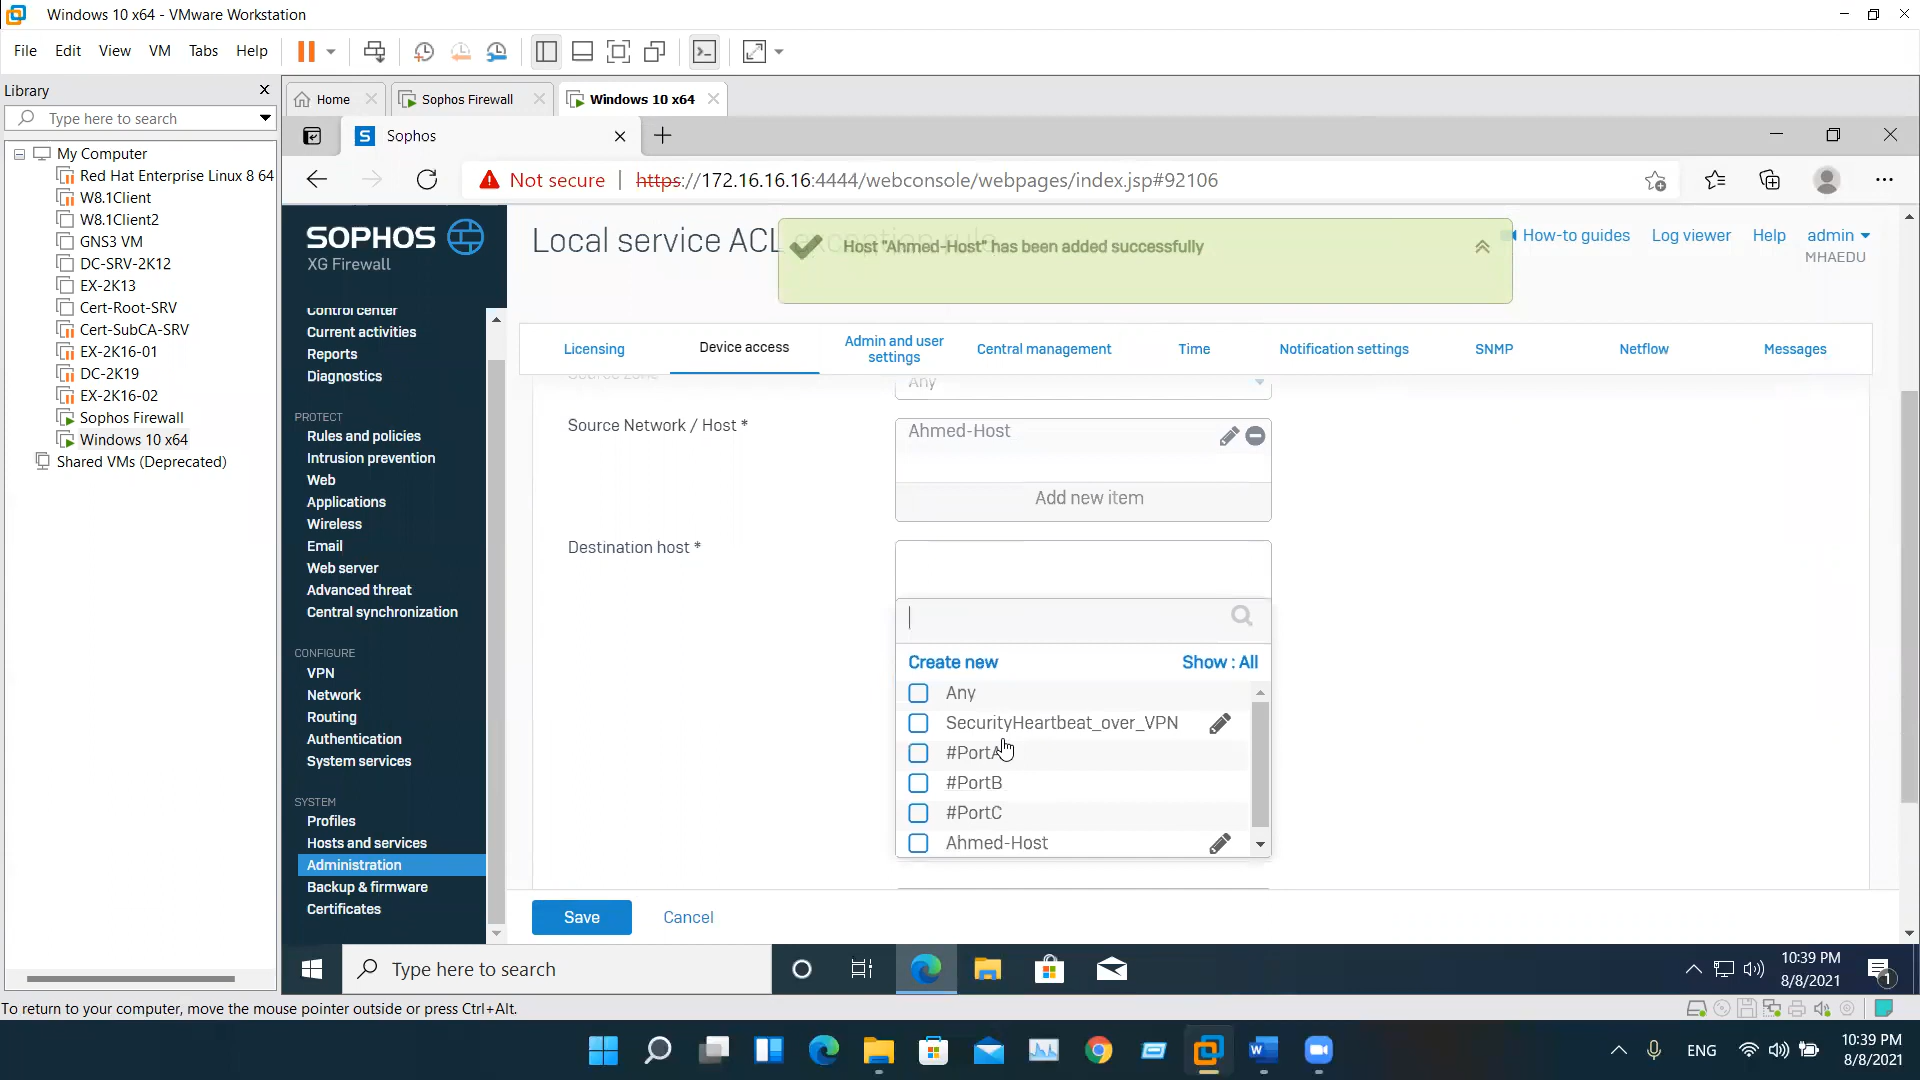 Windows 10 x64 - VMware Workstation
File Edit View VM Tabs Help
Library
Type here to search
My Computer
Red Hat Enterprise Linux 8 64
W8.1Client
W8.1Client2
GNS3 VM
DC-SRV-2K12
EX-2K13
Cert-Root-SRV
Cert-SubCA-SRV
EX-2K16-01
DC-2K19
EX-2K16-02
Sophos Firewall
Windows 10 x64
Shared VMs (Deprecated)
Home Sophos Firewall Windows 10 x64
S Sophos
Not secure | https://172.16.16.16:4444/webconsole/webpages/index.jsp#92106
SOPHOS
XG Firewall
Control center
Current activities
Reports
Diagnostics
PROTECT
Rules and policies
Intrusion prevention
Web
Applications
Wireless
Email
Web server
Advanced threat
Central synchronization
CONFIGURE
VPN
Network
Routing
Authentication
System services
SYSTEM
Profiles
Hosts and services
Administration
Backup & firmware
Certificates
Local service ACL exception rule
Host "Ahmed-Host" has been added successfully
How-to guides Log viewer Help admin
MHAEDU
Licensing Device access Admin and user settings Central management Time Notification settings SNMP Netflow Messages
Source zone Any
Source Network / Host * Ahmed-Host
Add new item
Destination host *
Create new Show : All
Any
SecurityHeartbeat_over_VPN
#PortA
#PortB
#PortC
Ahmed-Host
Save Cancel
Type here to search
10:39 PM
8/8/2021
1
To return to your computer, move the mouse pointer outside or press Ctrl+Alt.
ENG
10:39 PM
8/8/2021